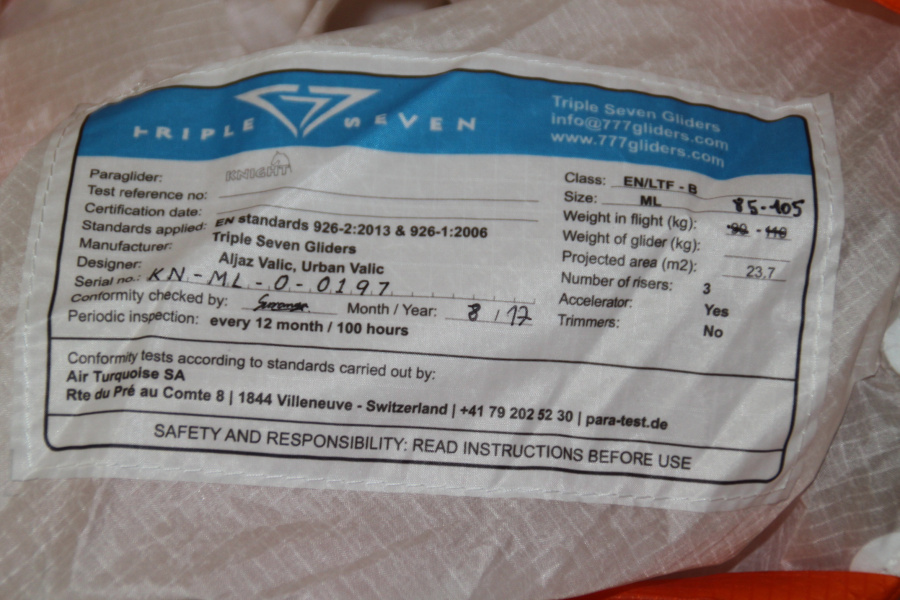 TRIPLE SEVEN
Triple Seven Gliders
info@777gliders.com
www.777gliders.com
Paraglider: KNIGHT
Test reference no:
Certification date:
Standards applied: EN standards 926-2:2013 & 926-1:2006
Manufacturer: Triple Seven Gliders
Designer: Aljaz Valic, Urban Valic
Serial no.: KN-ML-0-0197
Conformity checked by: Month / Year: 8 / 17
Periodic inspection: every 12 month / 100 hours
Class: EN/LTF - B
Size: ML 85-105
Weight in flight (kg): 90 - 110
Weight of glider (kg):
Projected area (m2): 23,7
Number of risers: 3
Accelerator: Yes
Trimmers: No
Conformity tests according to standards carried out by:
Air Turquoise SA
Rte du Pré au Comte 8 | 1844 Villeneuve - Switzerland | +41 79 202 52 30 | para-test.de
SAFETY AND RESPONSIBILITY: READ INSTRUCTIONS BEFORE USE